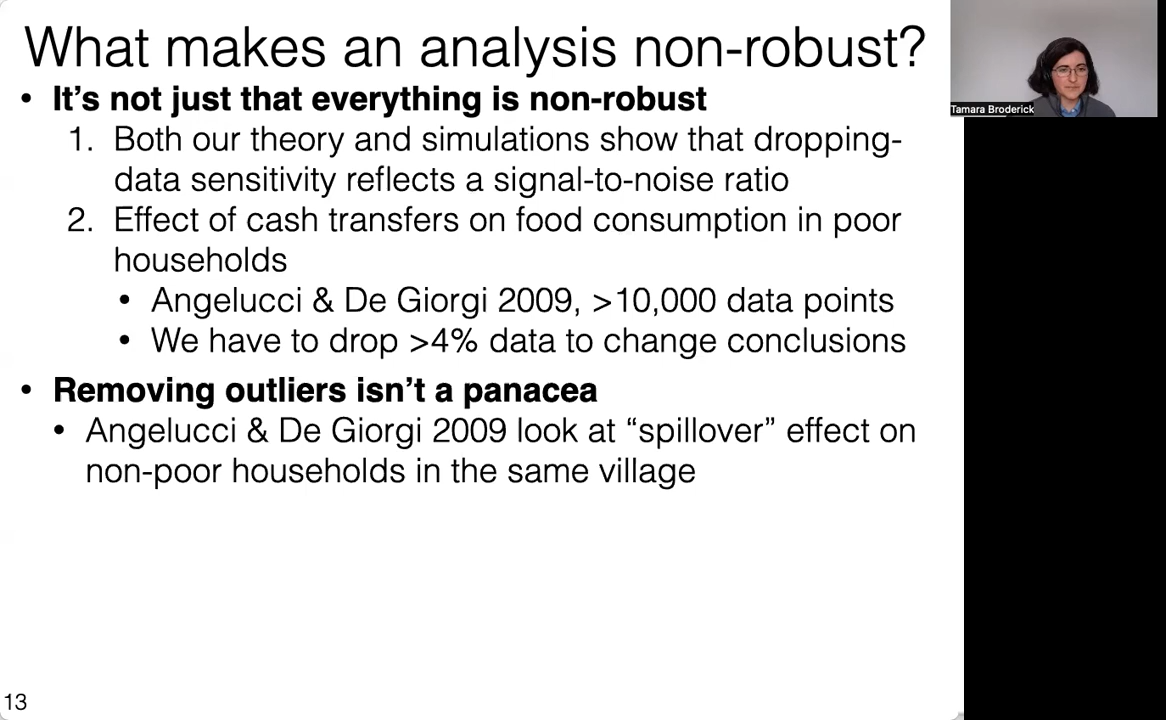 What makes an analysis non-robust?
• It’s not just that everything is non-robust
1. Both our theory and simulations show that dropping-
data sensitivity reflects a signal-to-noise ratio
2. Effect of cash transfers on food consumption in poor
households
• Angelucci & De Giorgi 2009, >10,000 data points
• We have to drop >4% data to change conclusions
• Removing outliers isn’t a panacea
• Angelucci & De Giorgi 2009 look at “spillover” effect on
non-poor households in the same village
13
Tamara Broderick